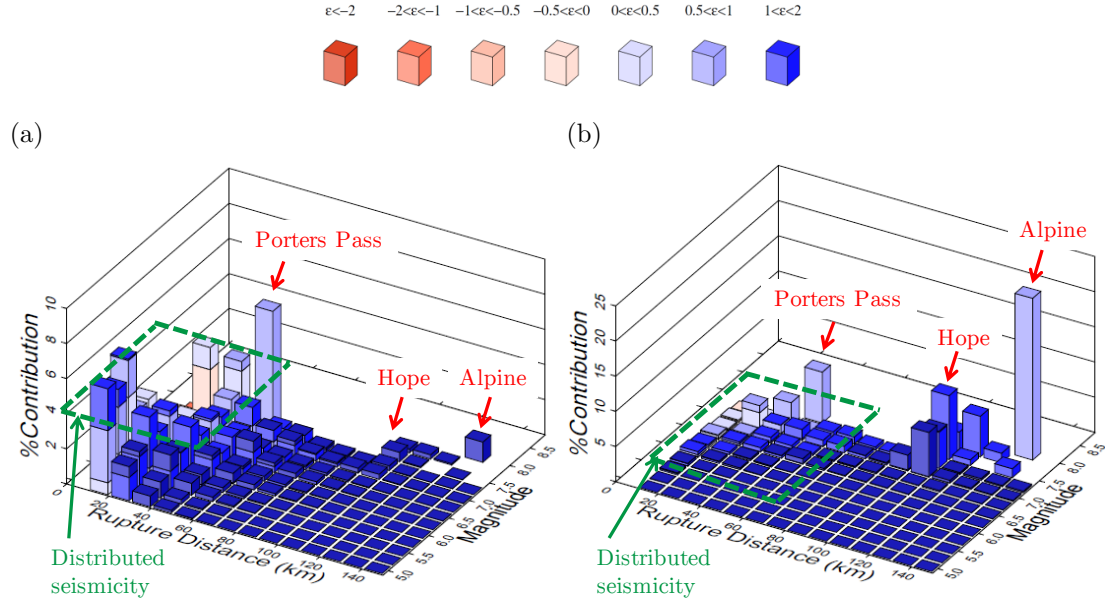 ε<-2 -2<ε<-1 -1<ε<-0.5 -0.5<ε<0 0<ε<0.5 0.5<ε<1 1<ε<2
(a)
Porters Pass
Hope
Alpine
%Contribution
10
8
6
4
2
0
20
40
60
80
100
120
140
Rupture Distance (km)
5.0
5.5
6.0
6.5
7.0
7.5
8.0
8.5
Magnitude
Distributed
seismicity
(b)
Alpine
Porters Pass
Hope
%Contribution
25
20
15
10
5
0
20
40
60
80
100
120
140
Rupture Distance (km)
5.0
5.5
6.0
6.5
7.0
7.5
8.0
8.5
Magnitude
Distributed
seismicity